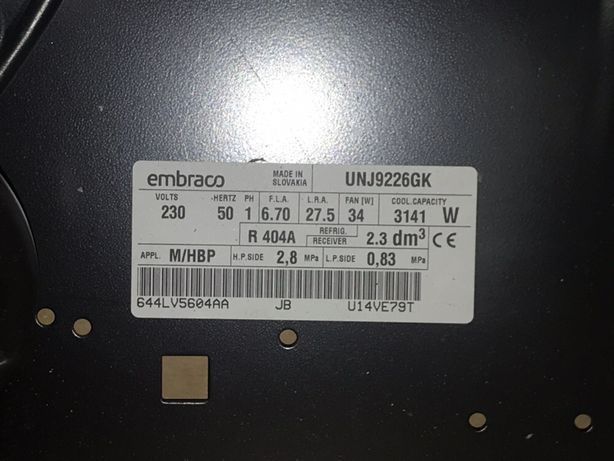 embraco MADE IN SLOVAKIA UNJ9226GK
VOLTS HERTZ PH F.L.A. L.R.A. FAN [W] COOL.CAPACITY
230 50 1 6.70 27.5 34 3141 W
R 404A REFRIG. RECEIVER 2.3 dm³ CE
APPL. M/HBP H.P.SIDE 2,8 MPa L.P.SIDE 0,83 MPa
644LV5604AA JB U14VE79T